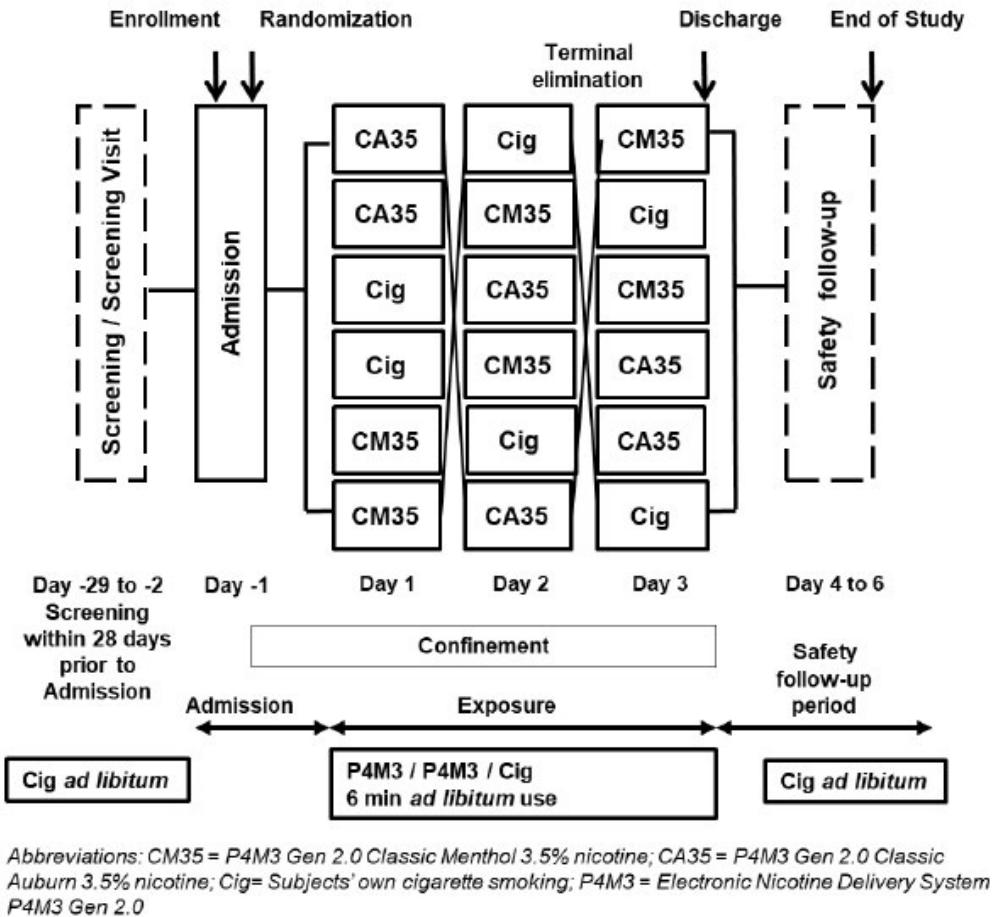 Enrollment Randomization Discharge End of Study
Terminal
elimination
Screening / Screening Visit
Admission
CA35 Cig CM35
CA35 CM35 Cig
Cig CA35 CM35
Cig CM35 CA35
CM35 Cig CA35
CM35 CA35 Cig
Safety follow-up
Day -29 to -2 Day -1 Day 1 Day 2 Day 3 Day 4 to 6
Screening
within 28 days
prior to
Admission
Confinement
Safety
follow-up
period
Admission Exposure
Cig ad libitum
P4M3 / P4M3 / Cig
6 min ad libitum use
Cig ad libitum
Abbreviations: CM35 = P4M3 Gen 2.0 Classic Menthol 3.5% nicotine; CA35 = P4M3 Gen 2.0 Classic
Auburn 3.5% nicotine; Cig= Subjects' own cigarette smoking; P4M3 = Electronic Nicotine Delivery System
P4M3 Gen 2.0